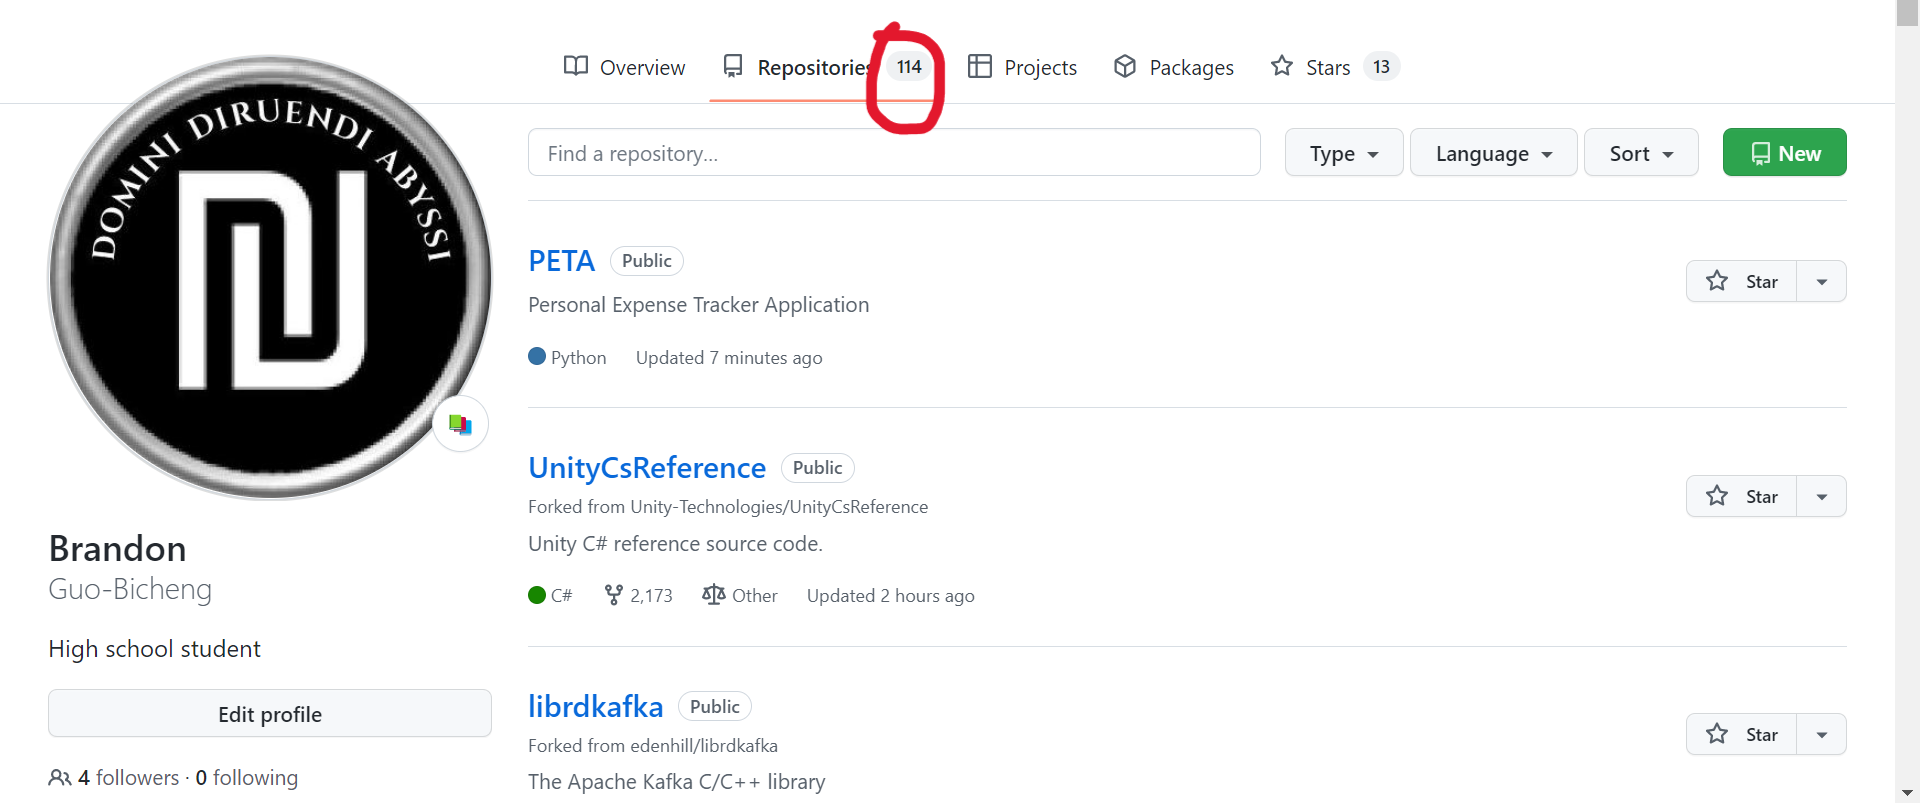 Overview Repositories 114 Projects Packages Stars 13
Find a repository... Type Language Sort New
DOMINI DIRUENDI ABYSSI
PETA Public
Star
Personal Expense Tracker Application
Python Updated 7 minutes ago
UnityCsReference Public
Star
Forked from Unity-Technologies/UnityCsReference
Unity C# reference source code.
C# 2,173 Other Updated 2 hours ago
librdkafka Public
Star
Forked from edenhill/librdkafka
The Apache Kafka C/C++ library
Brandon
Guo-Bicheng
High school student
Edit profile
4 followers · 0 following